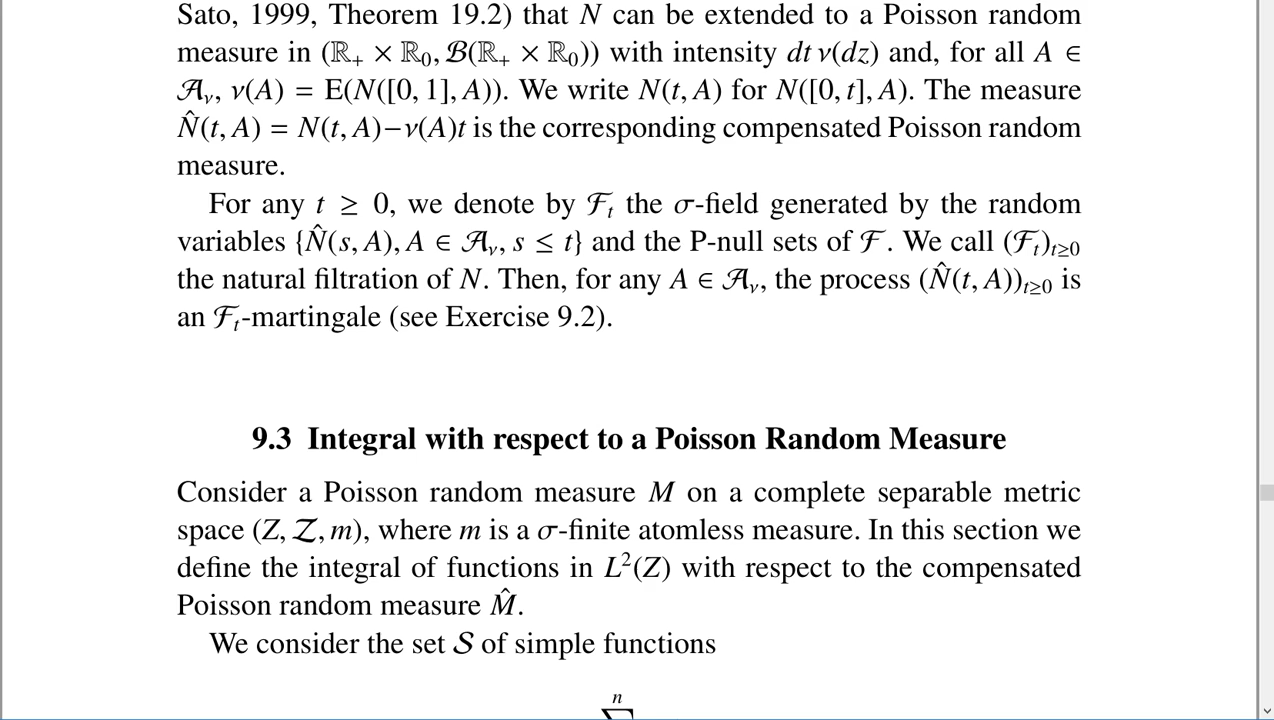 Sato, 1999, Theorem 19.2) that N can be extended to a Poisson random
measure in (ℝ₊ × ℝ₀, ℬ(ℝ₊ × ℝ₀)) with intensity dt ν(dz) and, for all A ∈
𝒜ᵥ, ν(A) = E(N([0, 1], A)). We write N(t, A) for N([0, t], A). The measure
N̂(t, A) = N(t, A)−ν(A)t is the corresponding compensated Poisson random
measure.
For any t ≥ 0, we denote by ℱₜ the σ-field generated by the random
variables {N̂(s, A), A ∈ 𝒜ᵥ, s ≤ t} and the P-null sets of ℱ. We call (ℱₜ)ₜ≥₀
the natural filtration of N. Then, for any A ∈ 𝒜ᵥ, the process (N̂(t, A))ₜ≥₀ is
an ℱₜ-martingale (see Exercise 9.2).
9.3 Integral with respect to a Poisson Random Measure
Consider a Poisson random measure M on a complete separable metric
space (Z, 𝒵, m), where m is a σ-finite atomless measure. In this section we
define the integral of functions in L²(Z) with respect to the compensated
Poisson random measure M̂.
We consider the set 𝒮 of simple functions
n
∑